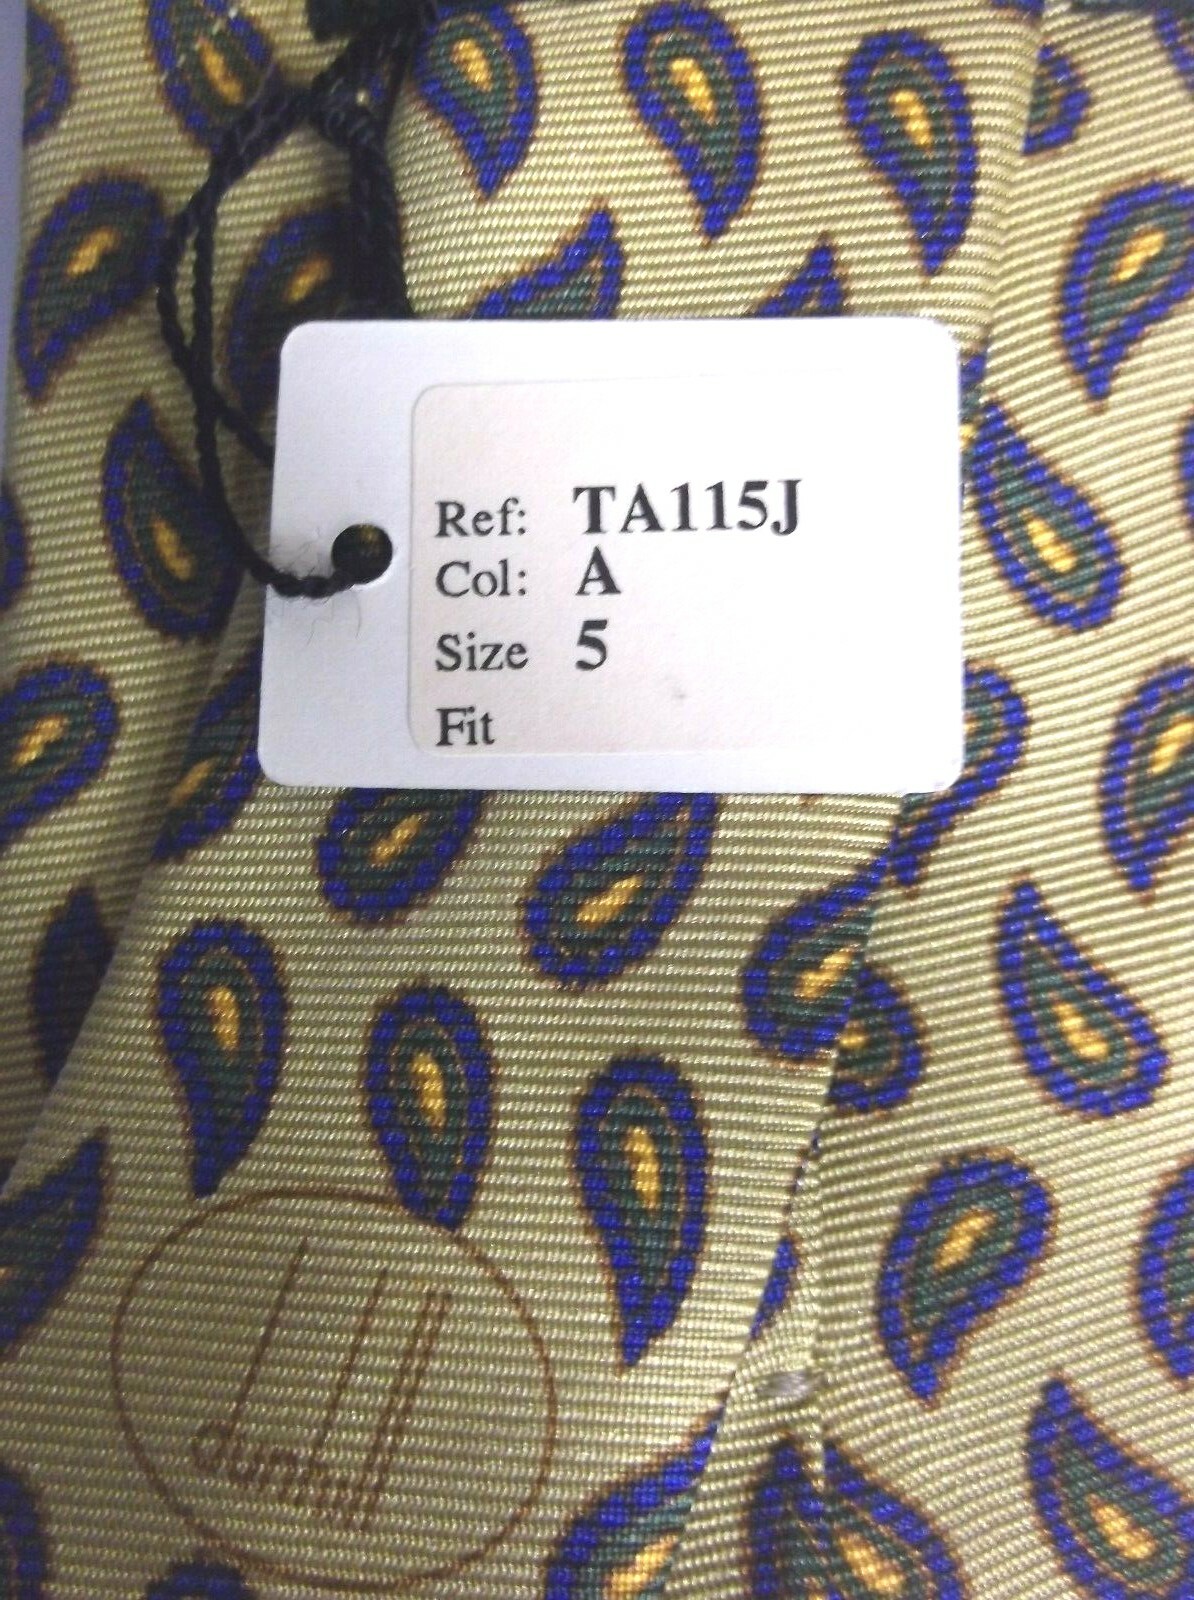 Ref: TA115J
Col: A
Size 5
Fit
dunhill